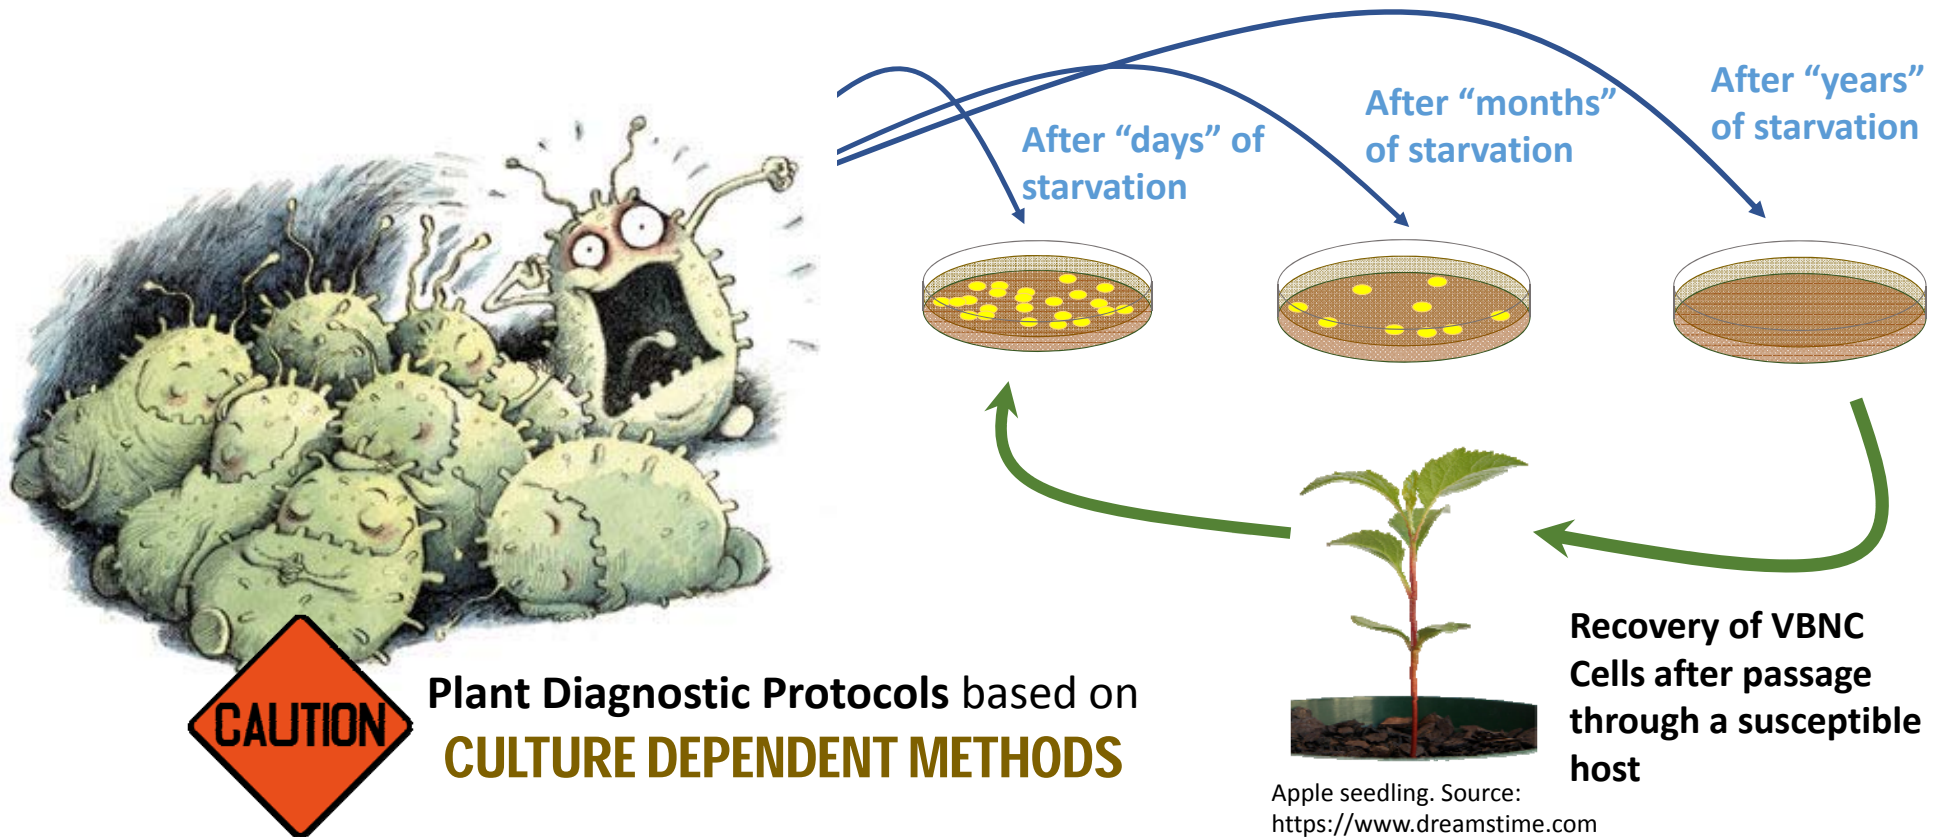 After “days” of
starvation
After “months”
of starvation
After “years”
of starvation
CAUTION
Plant Diagnostic Protocols based on
CULTURE DEPENDENT METHODS
Recovery of VBNC
Cells after passage
through a susceptible
host
Apple seedling. Source:
https://www.dreamstime.com